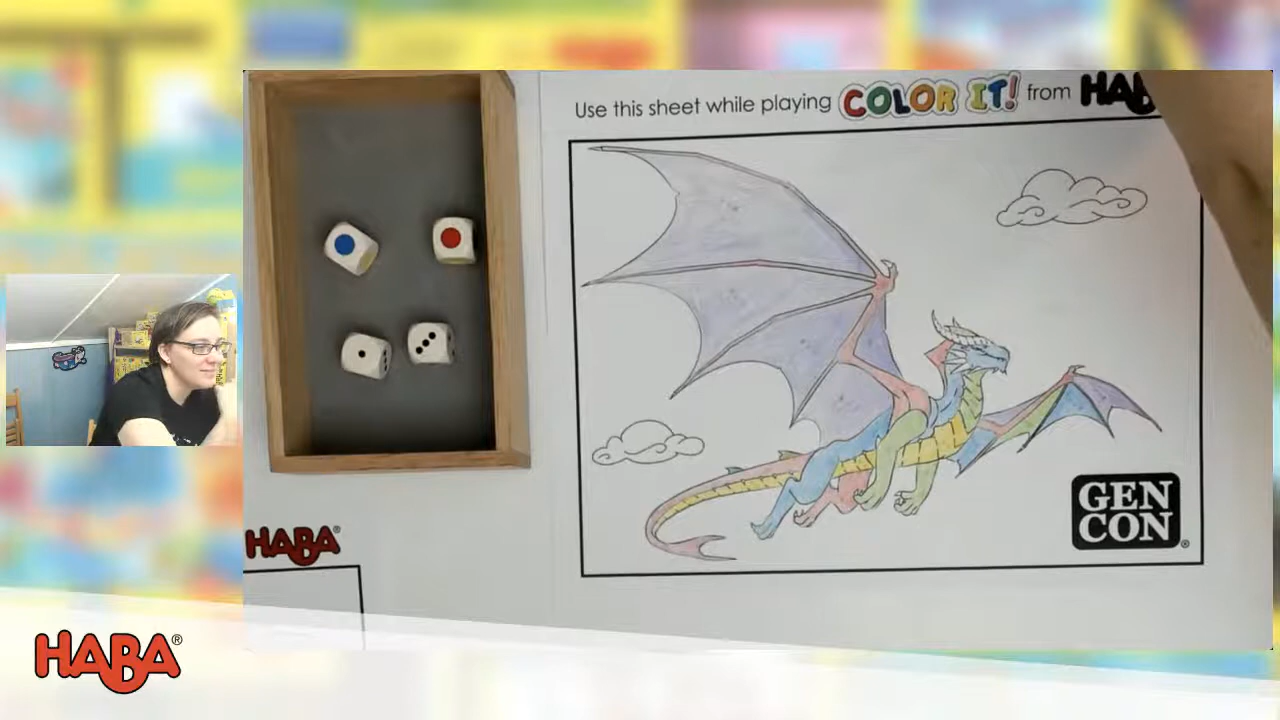 Use this sheet while playing COLOR IT! from HABA
GEN
CON®
HABA®
HABA®